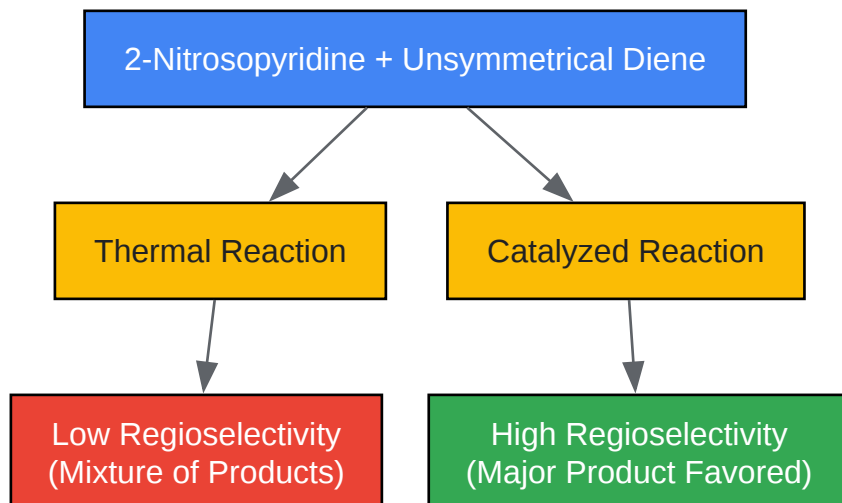 2-Nitrosopyridine + Unsymmetrical Diene
Thermal Reaction
Catalyzed Reaction
Low Regioselectivity
(Mixture of Products)
High Regioselectivity
(Major Product Favored)